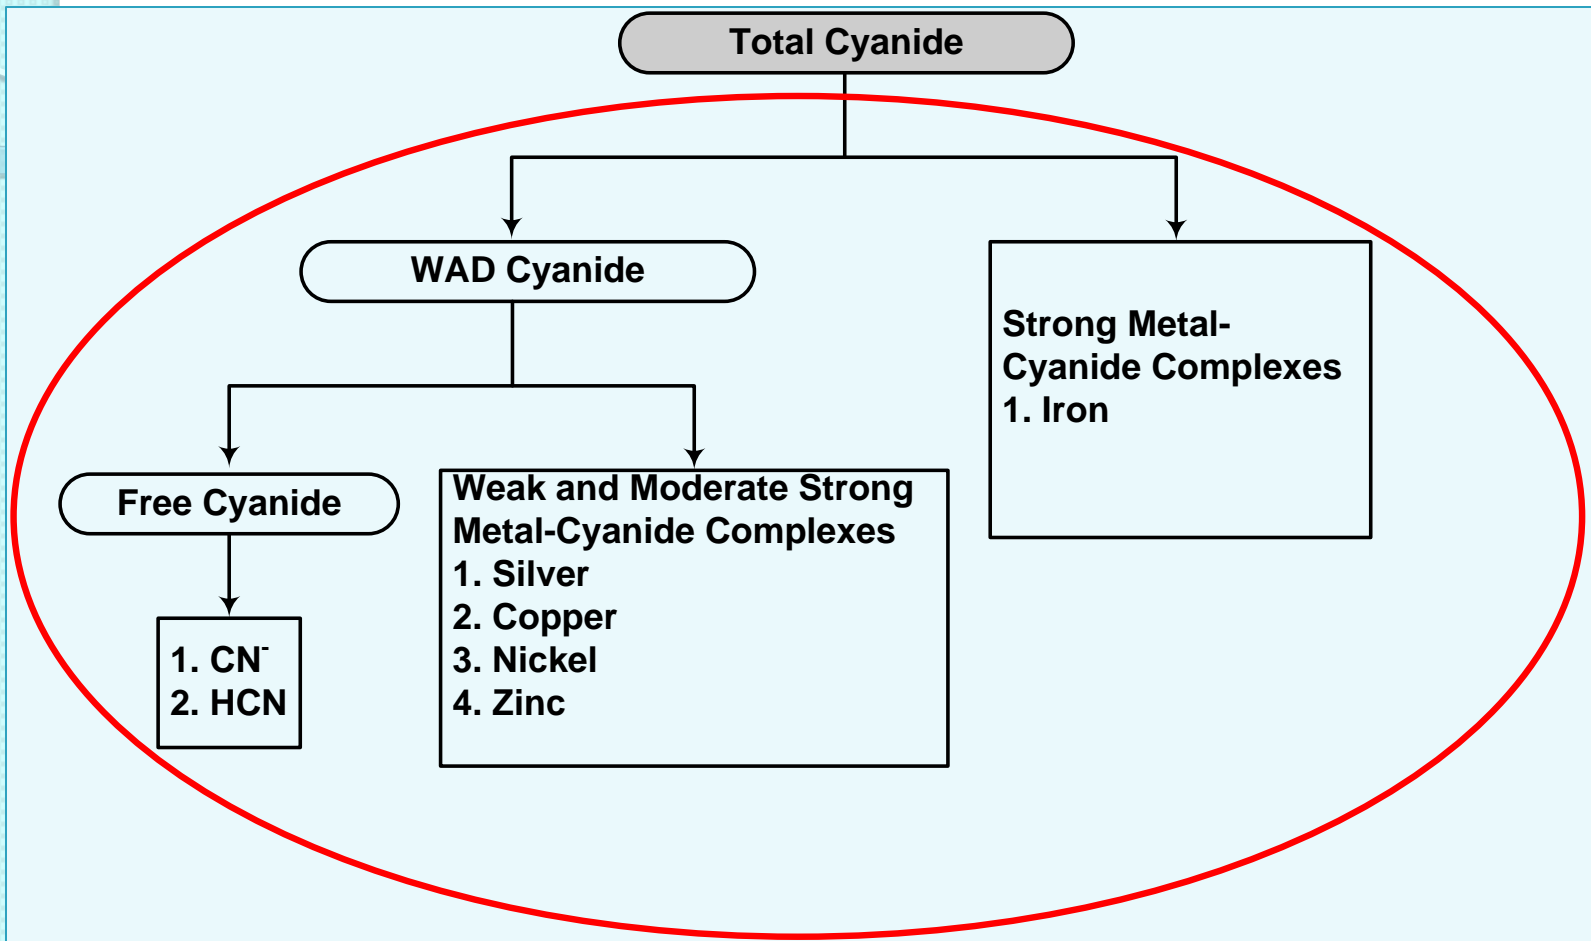 Total Cyanide
WAD Cyanide
Strong Metal-
Cyanide Complexes
1. Iron
Free Cyanide
Weak and Moderate Strong
Metal-Cyanide Complexes
1. Silver
2. Copper
3. Nickel
4. Zinc
1. CN⁻
2. HCN